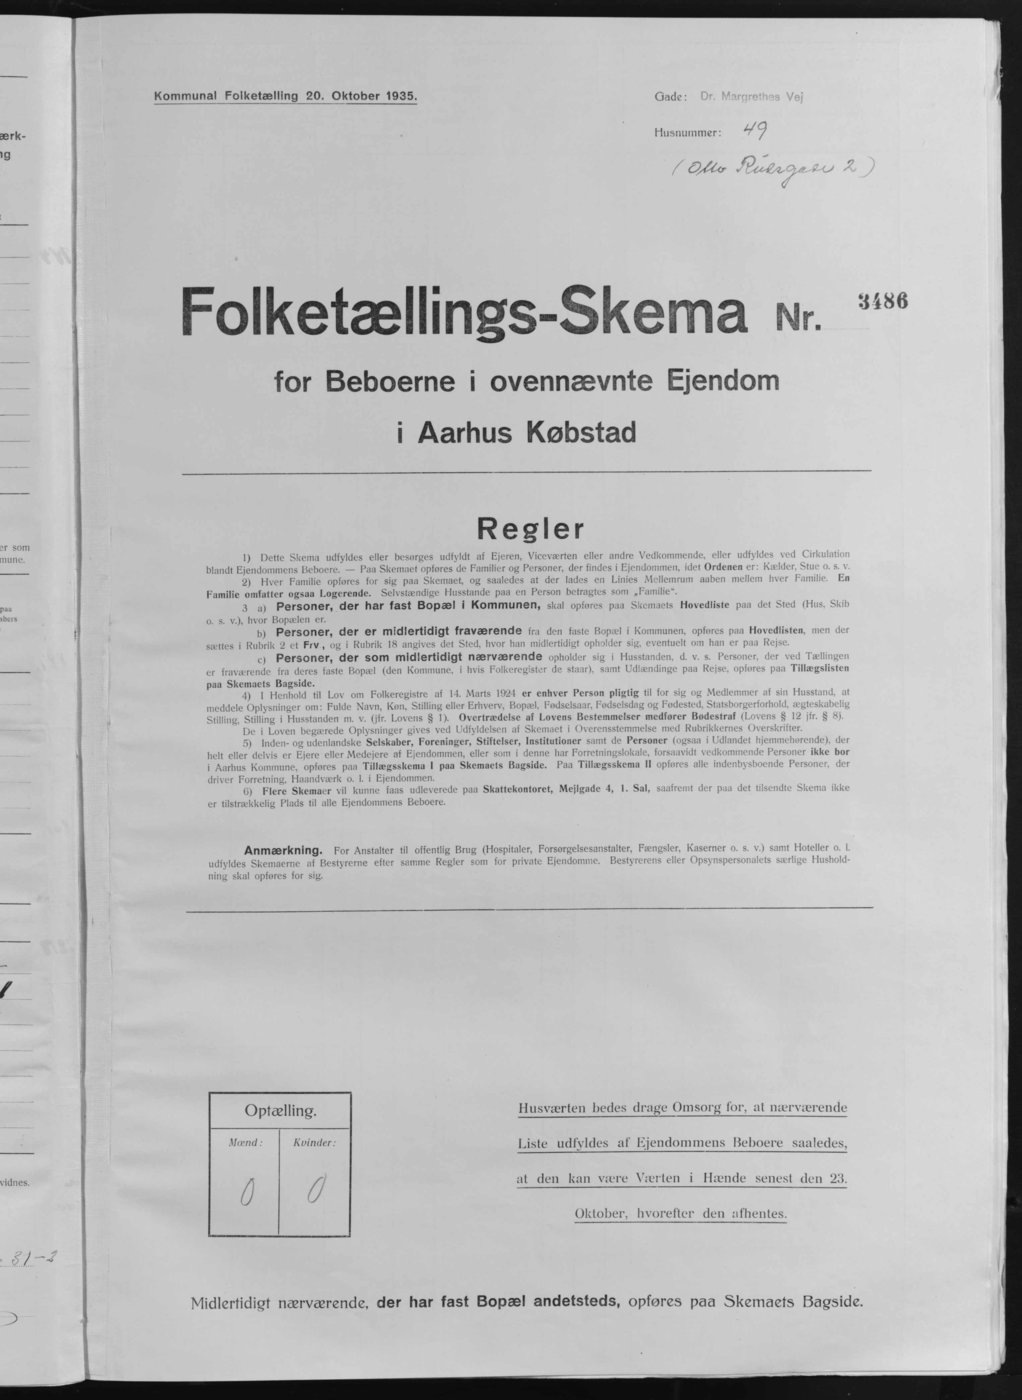 Kommunal Folketælling 20. Oktober 1935.
Gade: Dr. Margrethes Vej
Husnummer: 49
(Otto Rudsgade 2)
Folketællings-Skema Nr. 3486
for Beboerne i ovennævnte Ejendom
i Aarhus Købstad
Regler
1) Dette Skema udfyldes eller besørges udfyldt af Ejeren, Viceværten eller andre Vedkommende, eller udfyldes ved Cirkulation
blandt Ejendommens Beboere. — Paa Skemaet opføres de Familier og Personer, der findes i Ejendommen, idet Ordenen er: Kælder, Stue o. s. v.
2) Hver Familie opføres for sig paa Skemaet, og saaledes at der lades en Linies Mellemrum aaben mellem hver Familie. En
Familie omfatter ogsaa Logerende. Selvstændige Husstande paa en Person betragtes som „Familie“.
3 a) Personer, der har fast Bopæl i Kommunen, skal opføres paa Skemaets Hovedliste paa det Sted (Hus, Skib
o. s. v.), hvor Bopælen er.
b) Personer, der er midlertidigt fraværende fra den faste Bopæl i Kommunen, opføres paa Hovedlisten, men der
sættes i Rubrik 2 et Frv., og i Rubrik 18 angives det Sted, hvor han midlertidigt opholder sig, eventuelt om han er paa Rejse.
c) Personer, der som midlertidigt nærværende opholder sig i Husstanden, d. v. s. Personer, der ved Tællingen
er fraværende fra deres faste Bopæl (den Kommune, i hvis Folkeregister de staar), samt Udlændinge paa Rejse, opføres paa Tillægslisten
paa Skemaets Bagside.
4) I Henhold til Lov om Folkeregistre af 14. Marts 1924 er enhver Person pligtig til for sig og Medlemmer af sin Husstand, at
meddele Oplysninger om: Fulde Navn, Køn, Stilling eller Erhverv, Bopæl, Fødselsaar, Fødselsdag og Fødested, Statsborgerforhold, ægteskabelig
Stilling, Stilling i Husstanden m. v. (jfr. Lovens § 1). Overtrædelse af Lovens Bestemmelser medfører Bødestraf (Lovens § 12 jfr. § 8).
De i Loven begærede Oplysninger gives ved Udfyldelsen af Skemaet i Overensstemmelse med Rubrikkernes Overskrifter.
5) Inden- og udenlandske Selskaber, Foreninger, Stiftelser, Institutioner samt de Personer (ogsaa i Udlandet hjemmehørende), der
helt eller delvis er Ejere eller Medejere af Ejendommen, eller som i denne har Forretningslokale, forsaavidt vedkommende Personer ikke bor
i Aarhus Kommune, opføres paa Tillægsskema I paa Skemaets Bagside. Paa Tillægsskema II opføres alle indenbysboende Personer, der
driver Forretning, Haandværk o. l. i Ejendommen.
6) Flere Skemaer vil kunne faas udleverede paa Skattekontoret, Mejlgade 4, 1. Sal, saafremt der paa det tilsendte Skema ikke
er tilstrækkelig Plads til alle Ejendommens Beboere.
Anmærkning. For Anstalter til offentlig Brug (Hospitaler, Forsørgelsesanstalter, Fængsler, Kaserner o. s. v.) samt Hoteller o. l.
udfyldes Skemaerne af Bestyrerne efter samme Regler som for private Ejendomme. Bestyrerens eller Opsynspersonalets særlige Hushold-
ning skal opføres for sig.
Optælling.
Mænd: Kvinder:
0 0
Husværten bedes drage Omsorg for, at nærværende
Liste udfyldes af Ejendommens Beboere saaledes,
at den kan være Værten i Hænde senest den 23.
Oktober, hvorefter den afhentes.
Midlertidigt nærværende, der har fast Bopæl andetsteds, opføres paa Skemaets Bagside.